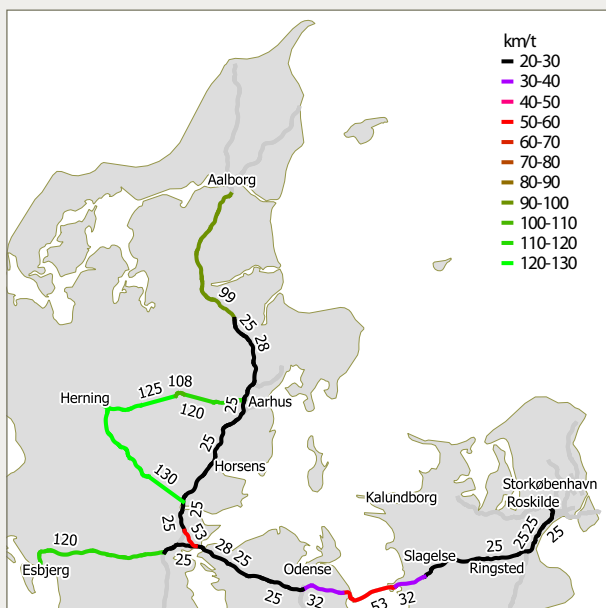 km/t
20-30
30-40
40-50
50-60
60-70
70-80
80-90
90-100
100-110
110-120
120-130
Aalborg
99
25
28
108
125
120
25
Herning
Aarhus
25
130
Horsens
25
25
53
120
25
28
25
Esbjerg
Odense
25
32
53
32
Kalundborg
Slagelse
25
Ringsted
Storkøbenhavn
Roskilde
25
25
25